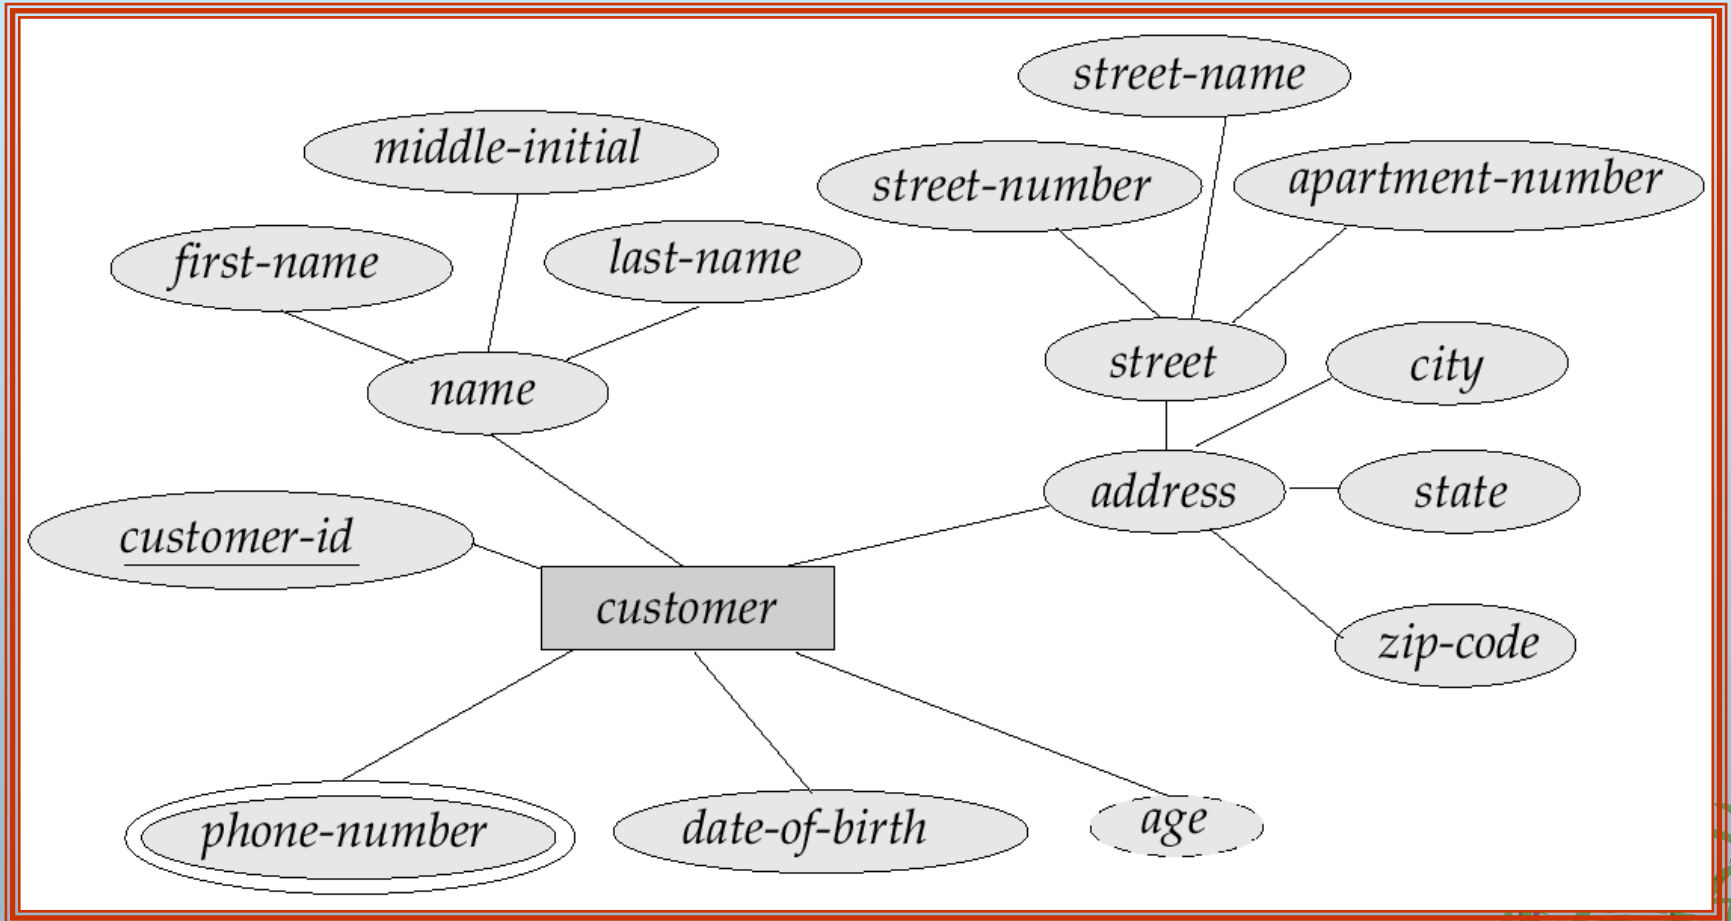 street-name
middle-initial
street-number
apartment-number
first-name
last-name
street
city
name
address
state
customer-id
customer
zip-code
phone-number
date-of-birth
age